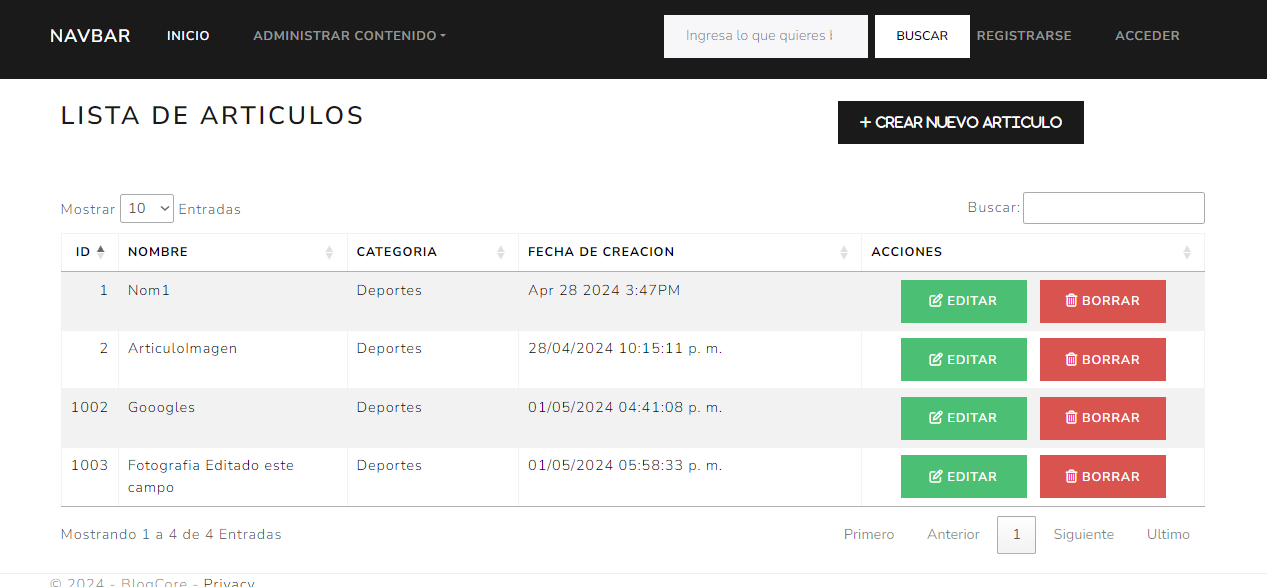 NAVBAR INICIO ADMINISTRAR CONTENIDO Ingresa lo que quieres BUSCAR REGISTRARSE ACCEDER
LISTA DE ARTICULOS
+ CREAR NUEVO ARTICULO
Mostrar 10 Entradas Buscar:
ID NOMBRE CATEGORIA FECHA DE CREACION ACCIONES
1 Nom1 Deportes Apr 28 2024 3:47PM EDITAR BORRAR
2 ArticuloImagen Deportes 28/04/2024 10:15:11 p. m. EDITAR BORRAR
1002 Gooogles Deportes 01/05/2024 04:41:08 p. m. EDITAR BORRAR
1003 Fotografia Editado este Deportes 01/05/2024 05:58:33 p. m. EDITAR BORRAR
campo
Mostrando 1 a 4 de 4 Entradas Primero Anterior 1 Siguiente Ultimo
© 2024 - BlogCore - Privacy